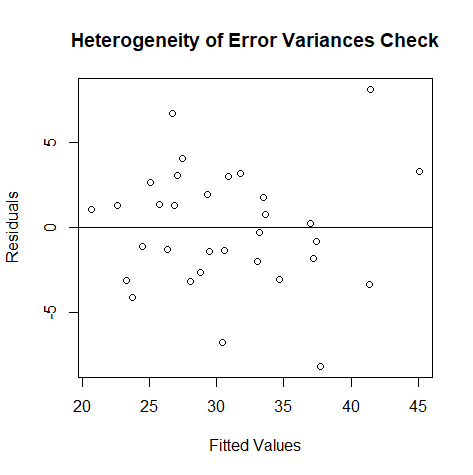 Heterogeneity of Error Variances Check
5
0
-5
Residuals
20 25 30 35 40 45
Fitted Values